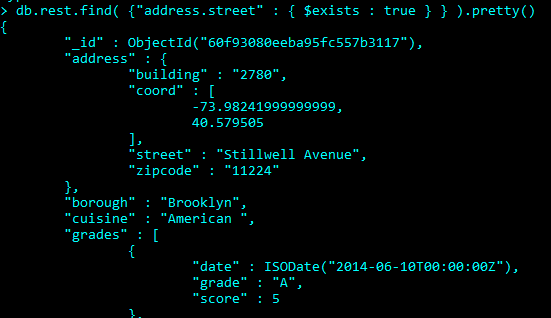 > db.rest.find( {"address.street" : { $exists : true } } ).pretty()
{
"_id" : ObjectId("60f93080eeba95fc557b3117"),
"address" : {
"building" : "2780",
"coord" : [
-73.98241999999999,
40.579505
],
"street" : "Stillwell Avenue",
"zipcode" : "11224"
},
"borough" : "Brooklyn",
"cuisine" : "American ",
"grades" : [
{
"date" : ISODate("2014-06-10T00:00:00Z"),
"grade" : "A",
"score" : 5
},